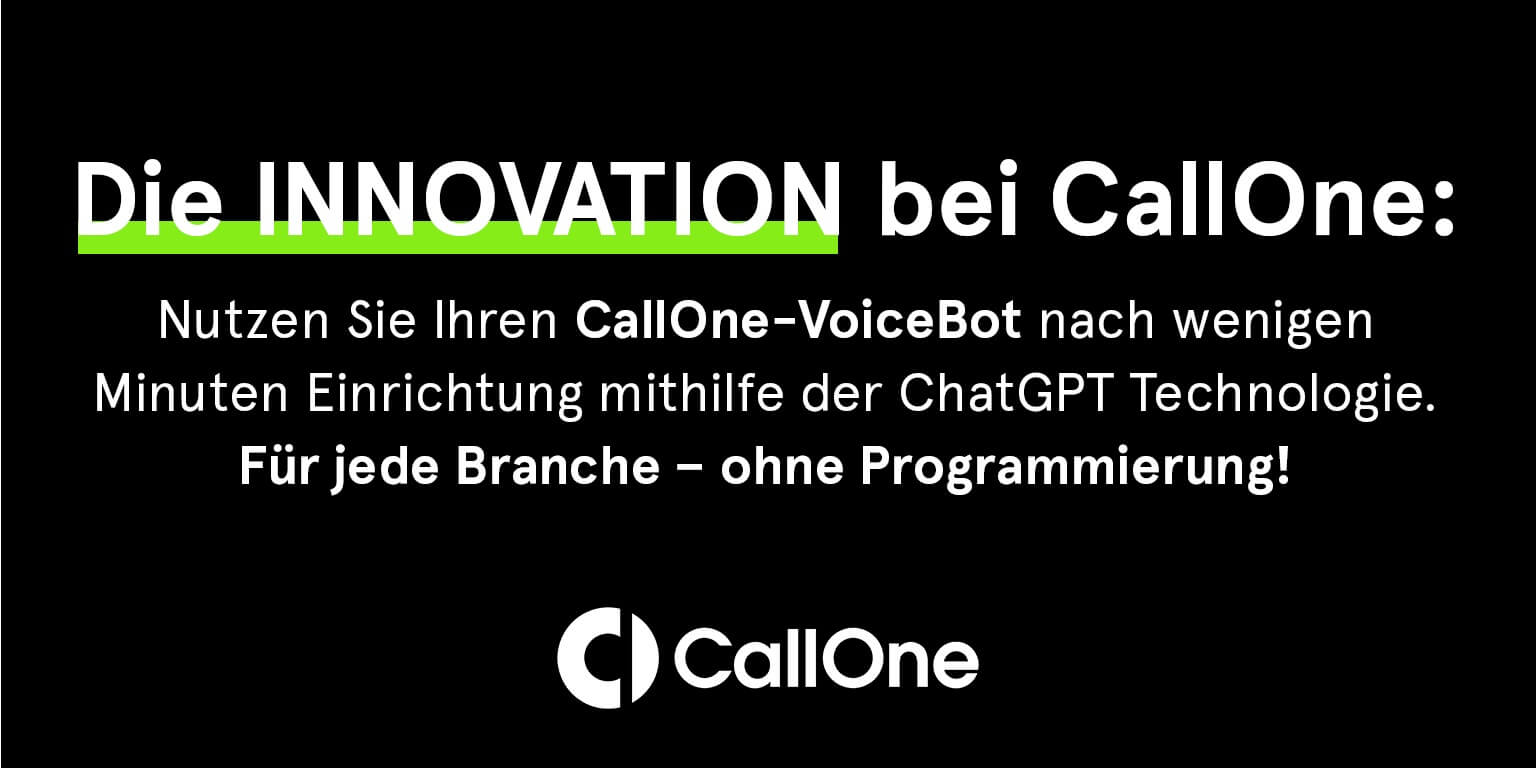 Die INNOVATION bei CallOne:
Nutzen Sie Ihren CallOne-VoiceBot nach wenigen
Minuten Einrichtung mithilfe der ChatGPT Technologie.
Für jede Branche – ohne Programmierung!
CallOne